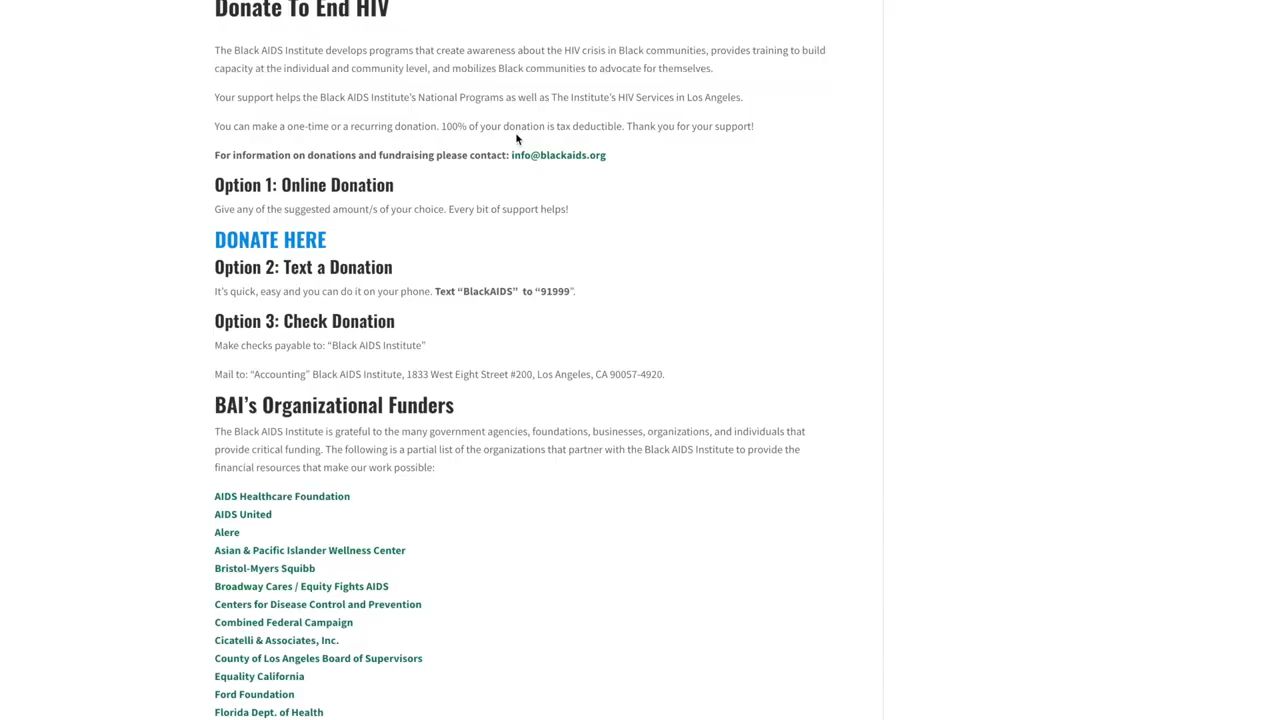 Donate To End HIV
The Black AIDS Institute develops programs that create awareness about the HIV crisis in Black communities, provides training to build
capacity at the individual and community level, and mobilizes Black communities to advocate for themselves.
Your support helps the Black AIDS Institute’s National Programs as well as The Institute’s HIV Services in Los Angeles.
You can make a one-time or a recurring donation. 100% of your donation is tax deductible. Thank you for your support!
For information on donations and fundraising please contact: info@blackaids.org
Option 1: Online Donation
Give any of the suggested amount/s of your choice. Every bit of support helps!
DONATE HERE
Option 2: Text a Donation
It’s quick, easy and you can do it on your phone. Text “BlackAIDS” to “91999”.
Option 3: Check Donation
Make checks payable to: “Black AIDS Institute”
Mail to: “Accounting” Black AIDS Institute, 1833 West Eight Street #200, Los Angeles, CA 90057-4920.
BAI’s Organizational Funders
The Black AIDS Institute is grateful to the many government agencies, foundations, businesses, organizations, and individuals that
provide critical funding. The following is a partial list of the organizations that partner with the Black AIDS Institute to provide the
financial resources that make our work possible:
AIDS Healthcare Foundation
AIDS United
Alere
Asian & Pacific Islander Wellness Center
Bristol-Myers Squibb
Broadway Cares / Equity Fights AIDS
Centers for Disease Control and Prevention
Combined Federal Campaign
Cicatelli & Associates, Inc.
County of Los Angeles Board of Supervisors
Equality California
Ford Foundation
Florida Dept. of Health